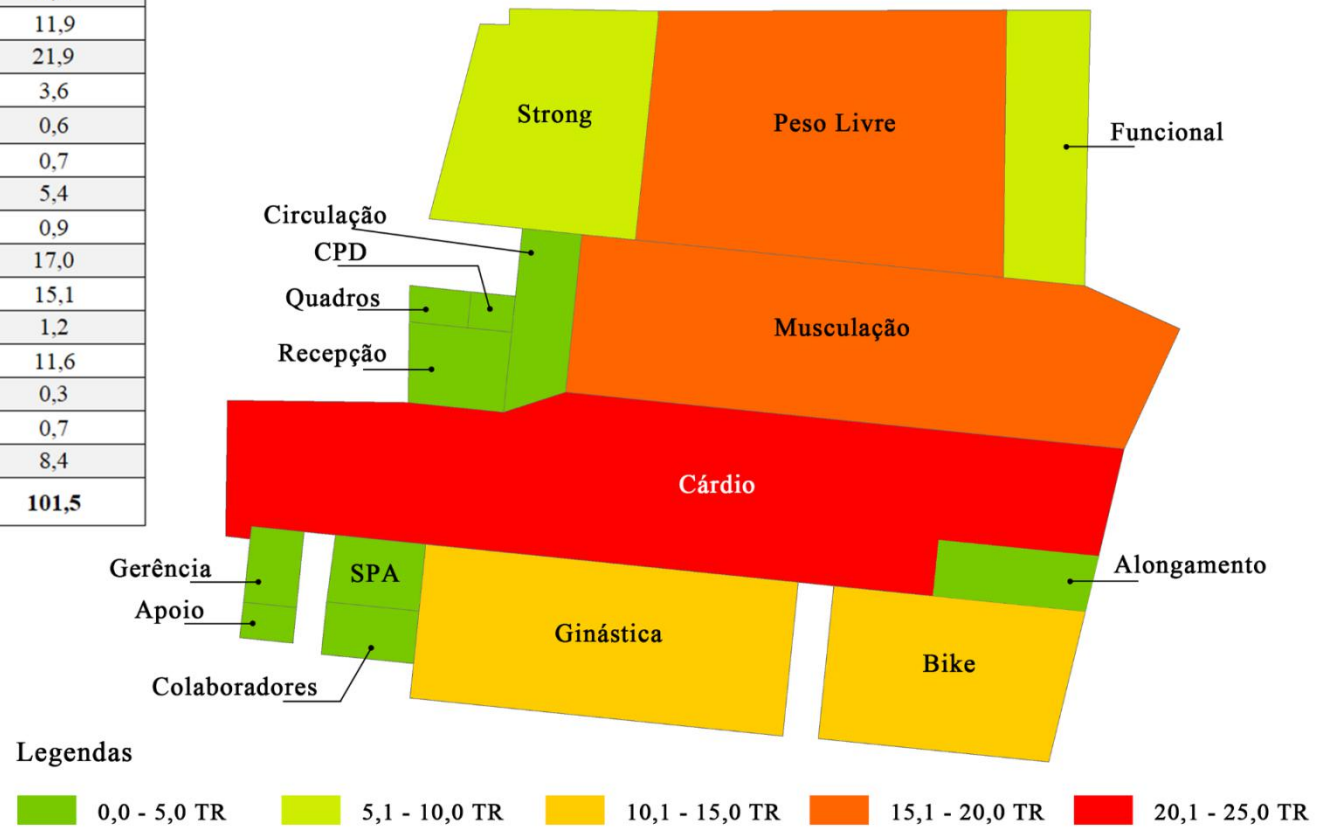 11,9
21,9
3,6
0,6
0,7
5,4
0,9
17,0
15,1
1,2
11,6
0,3
0,7
8,4
101,5
Strong
Peso Livre
Funcional
Circulação
CPD
Quadros
Musculação
Recepção
Cárdio
Gerência
SPA
Alongamento
Apoio
Ginástica
Bike
Colaboradores
Legendas
0,0 - 5,0 TR
5,1 - 10,0 TR
10,1 - 15,0 TR
15,1 - 20,0 TR
20,1 - 25,0 TR